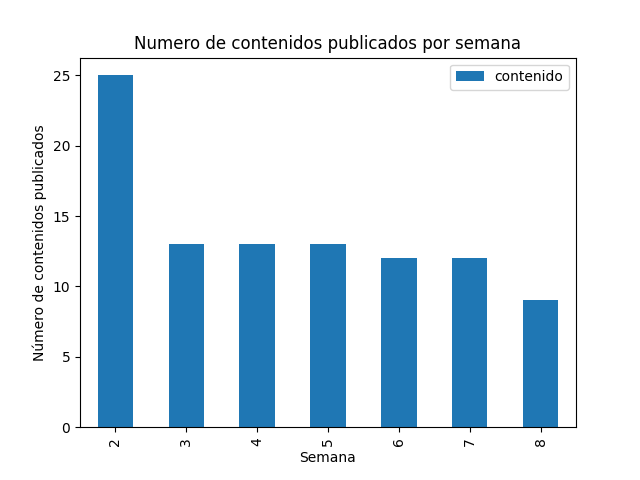 Numero de contenidos publicados por semana
contenido
Número de contenidos publicados
25
20
15
10
5
0
2 3 4 5 6 7 8
Semana